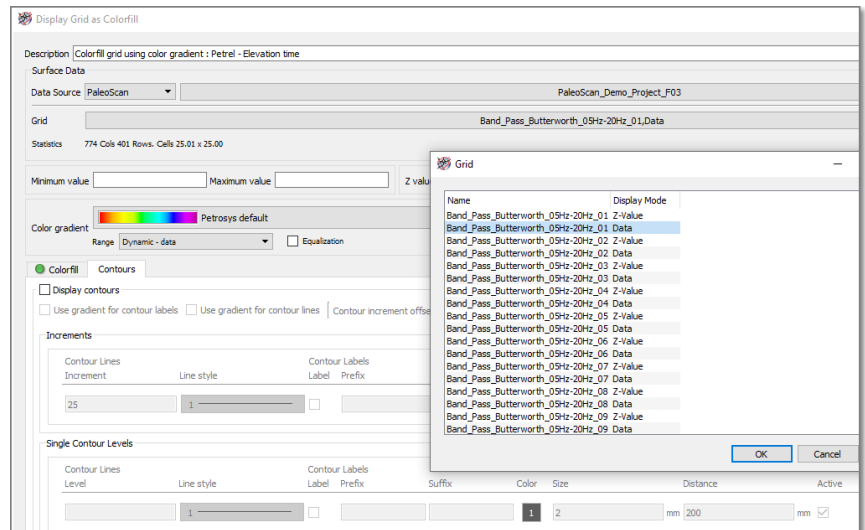 Display Grid as Colorfill
Description Colorfill grid using color gradient : Petrel - Elevation time
Surface Data
Data Source PaleoScan PaleoScan_Demo_Project_F03
Grid Band_Pass_Butterworth_05Hz-20Hz_01,Data
Statistics 774 Cols 401 Rows. Cells 25.01 x 25.00
Minimum value Maximum value Z valu
Color gradient Petrosys default
Range Dynamic - data Equalization
Colorfill Contours
Display contours
Use gradient for contour labels Use gradient for contour lines Contour increment offse
Increments
Contour Lines Contour Labels
Increment Line style Label Prefix
25 1
Single Contour Levels
Contour Lines Contour Labels
Level Line style Label Prefix Suffix Color Size Distance Active
1 1 2 mm 200 mm
Grid
Name Display Mode
Band_Pass_Butterworth_05Hz-20Hz_01 Z-Value
Band_Pass_Butterworth_05Hz-20Hz_01 Data
Band_Pass_Butterworth_05Hz-20Hz_02 Z-Value
Band_Pass_Butterworth_05Hz-20Hz_02 Data
Band_Pass_Butterworth_05Hz-20Hz_03 Z-Value
Band_Pass_Butterworth_05Hz-20Hz_03 Data
Band_Pass_Butterworth_05Hz-20Hz_04 Z-Value
Band_Pass_Butterworth_05Hz-20Hz_04 Data
Band_Pass_Butterworth_05Hz-20Hz_05 Z-Value
Band_Pass_Butterworth_05Hz-20Hz_05 Data
Band_Pass_Butterworth_05Hz-20Hz_06 Z-Value
Band_Pass_Butterworth_05Hz-20Hz_06 Data
Band_Pass_Butterworth_05Hz-20Hz_07 Z-Value
Band_Pass_Butterworth_05Hz-20Hz_07 Data
Band_Pass_Butterworth_05Hz-20Hz_08 Z-Value
Band_Pass_Butterworth_05Hz-20Hz_08 Data
Band_Pass_Butterworth_05Hz-20Hz_09 Z-Value
Band_Pass_Butterworth_05Hz-20Hz_09 Data
OK Cancel